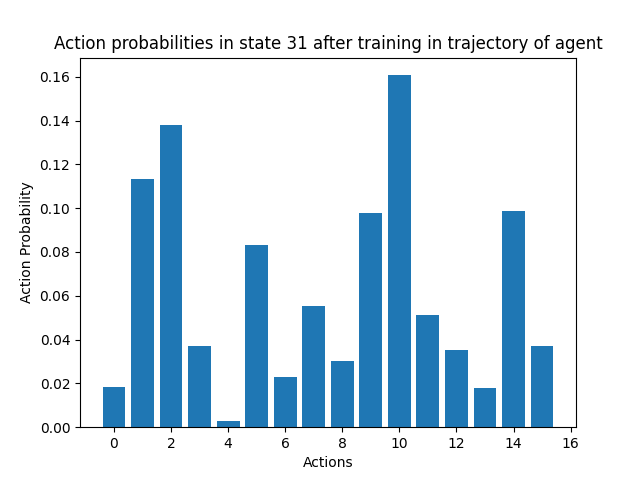 Action probabilities in state 31 after training in trajectory of agent
0.16
0.14
0.12
0.10
0.08
0.06
0.04
0.02
0.00
Action Probability
0 2 4 6 8 10 12 14 16
Actions